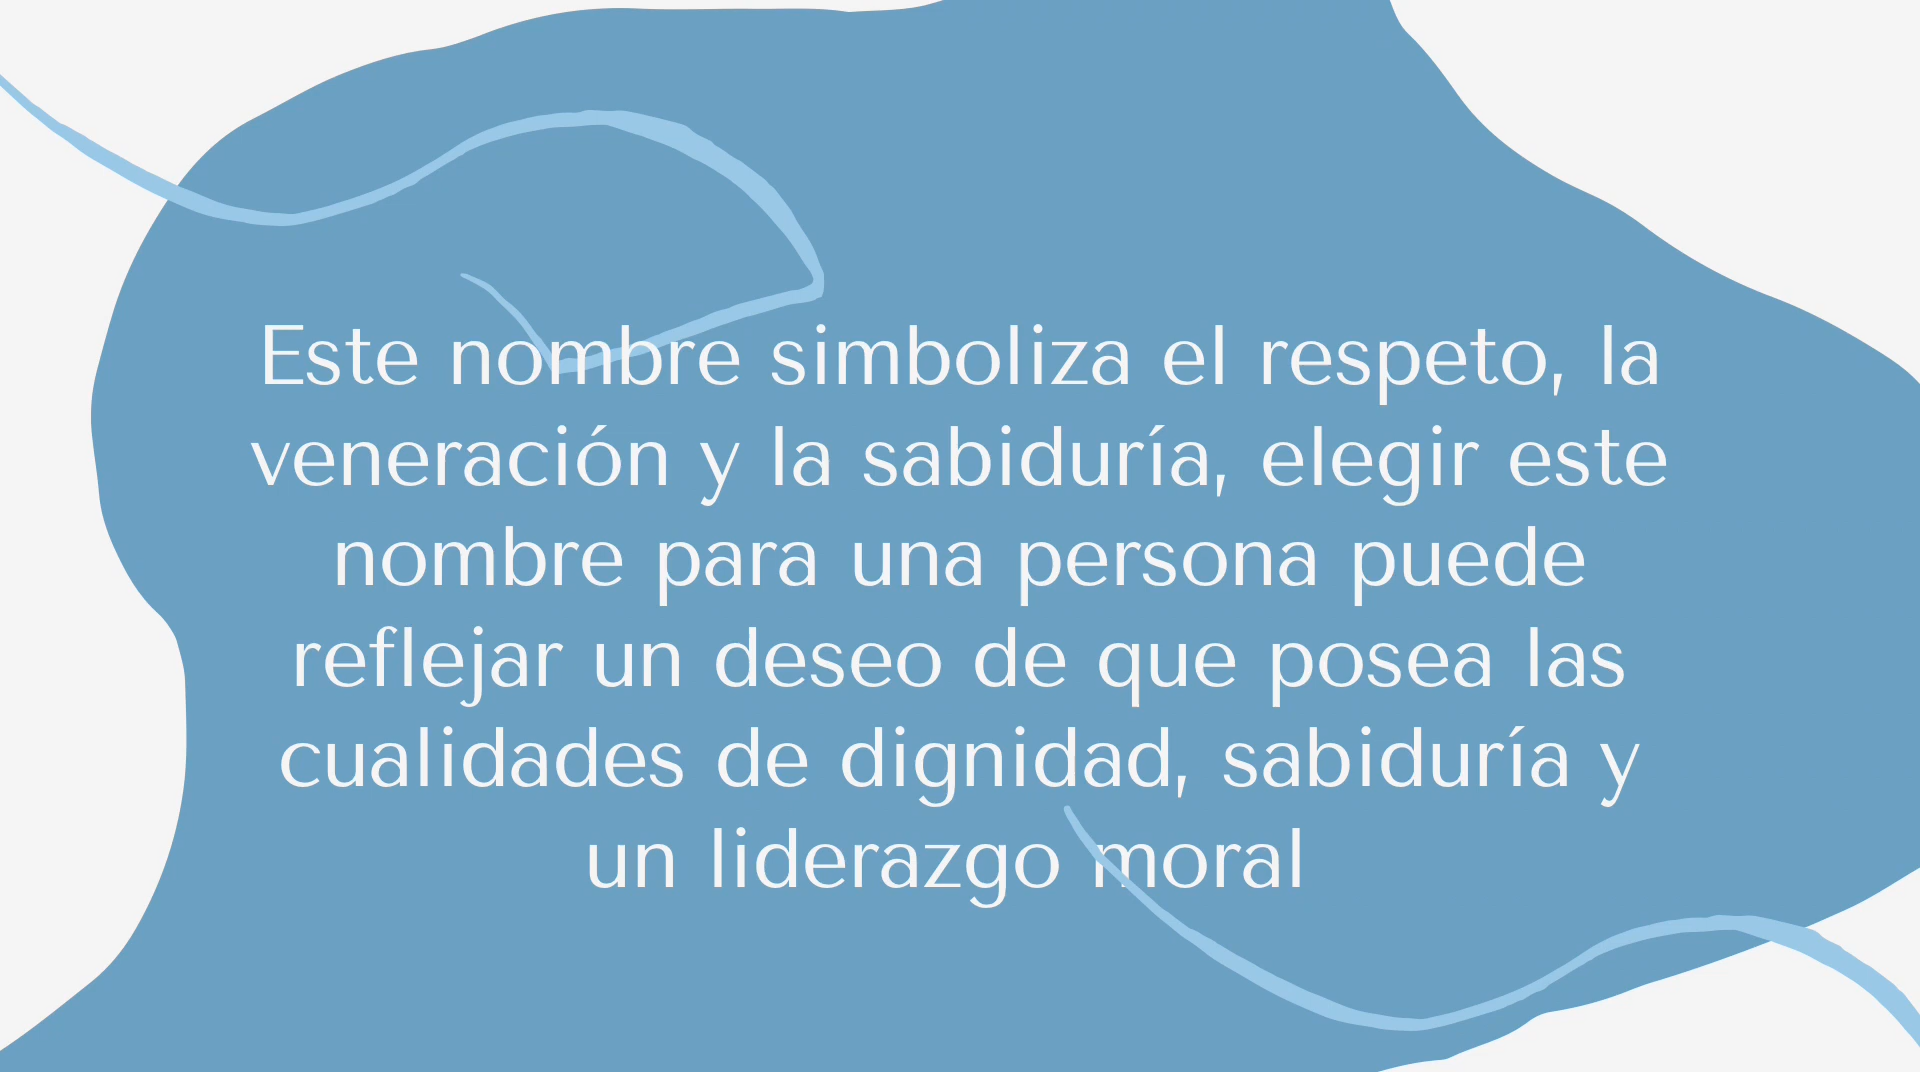 Este nombre simboliza el respeto, la
veneración y la sabiduría, elegir este
nombre para una persona puede
reflejar un deseo de que posea las
cualidades de dignidad, sabiduría y
un liderazgo moral